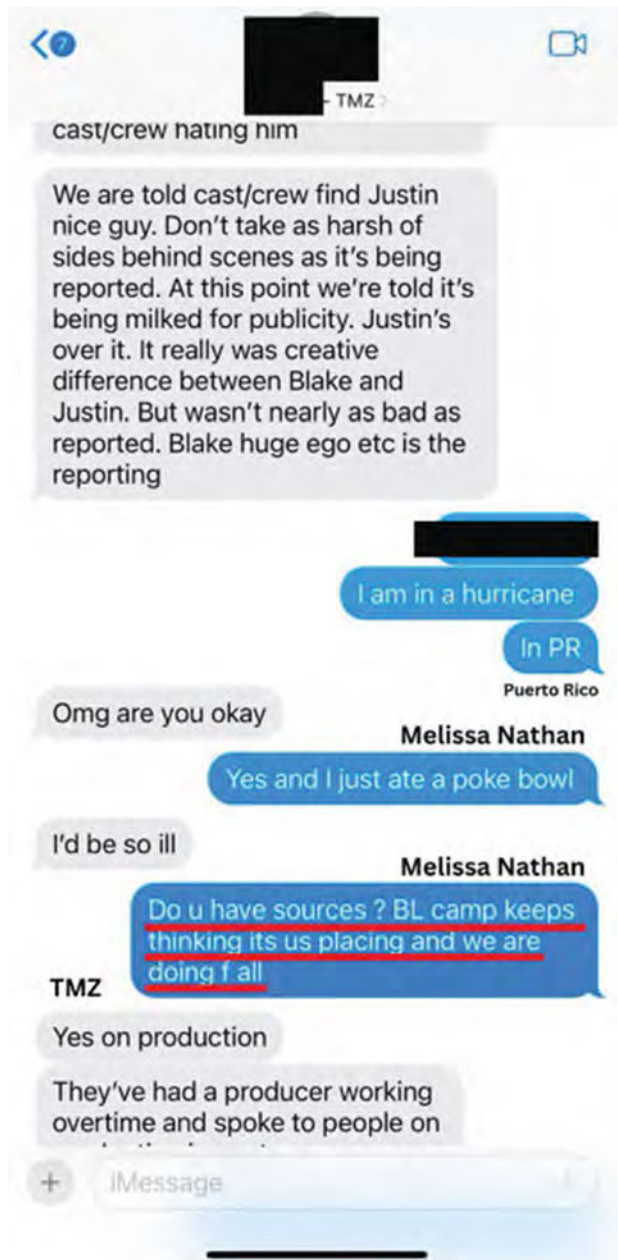 7
- TMZ >
cast/crew hating him
We are told cast/crew find Justin
nice guy. Don't take as harsh of
sides behind scenes as it's being
reported. At this point we're told it's
being milked for publicity. Justin's
over it. It really was creative
difference between Blake and
Justin. But wasn't nearly as bad as
reported. Blake huge ego etc is the
reporting
I am in a hurricane
In PR
Puerto Rico
Omg are you okay
Melissa Nathan
Yes and I just ate a poke bowl
I'd be so ill
Melissa Nathan
Do u have sources ? BL camp keeps
thinking its us placing and we are
doing f all
TMZ
Yes on production
They've had a producer working
overtime and spoke to people on
iMessage